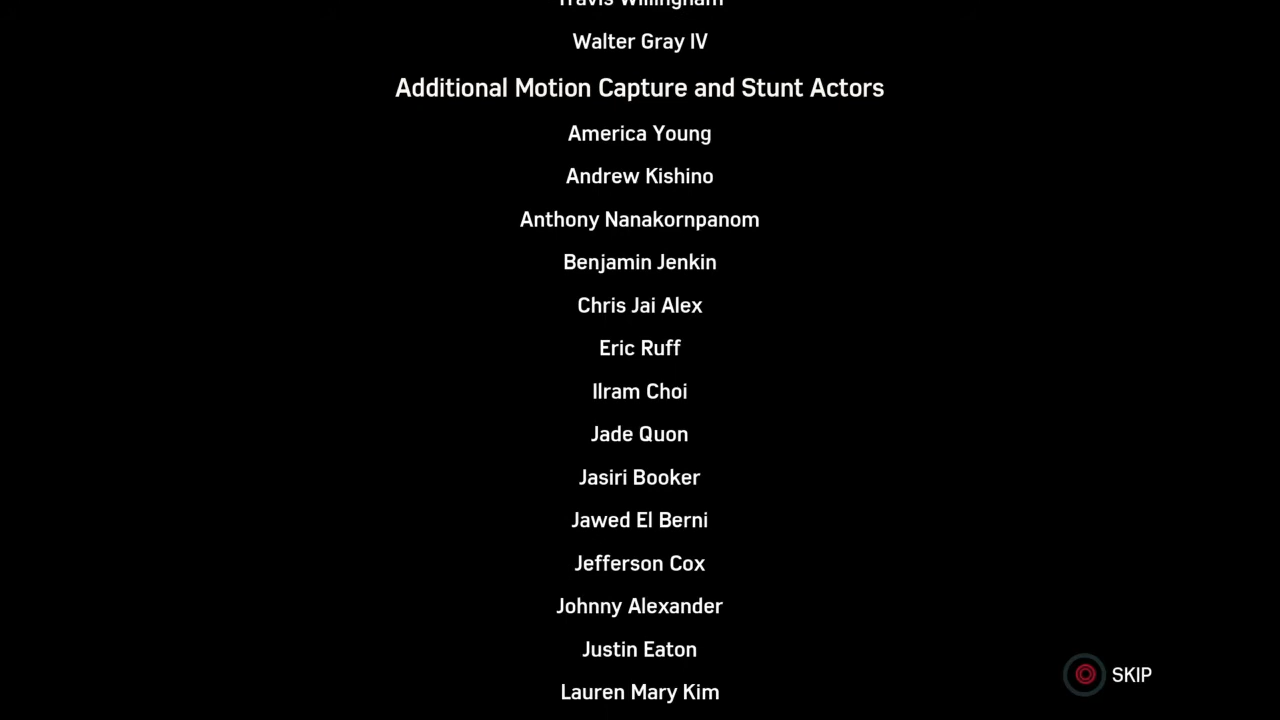 Travis Willingham
Walter Gray IV
Additional Motion Capture and Stunt Actors
America Young
Andrew Kishino
Anthony Nanakornpanom
Benjamin Jenkin
Chris Jai Alex
Eric Ruff
Ilram Choi
Jade Quon
Jasiri Booker
Jawed El Berni
Jefferson Cox
Johnny Alexander
Justin Eaton
Lauren Mary Kim
SKIP